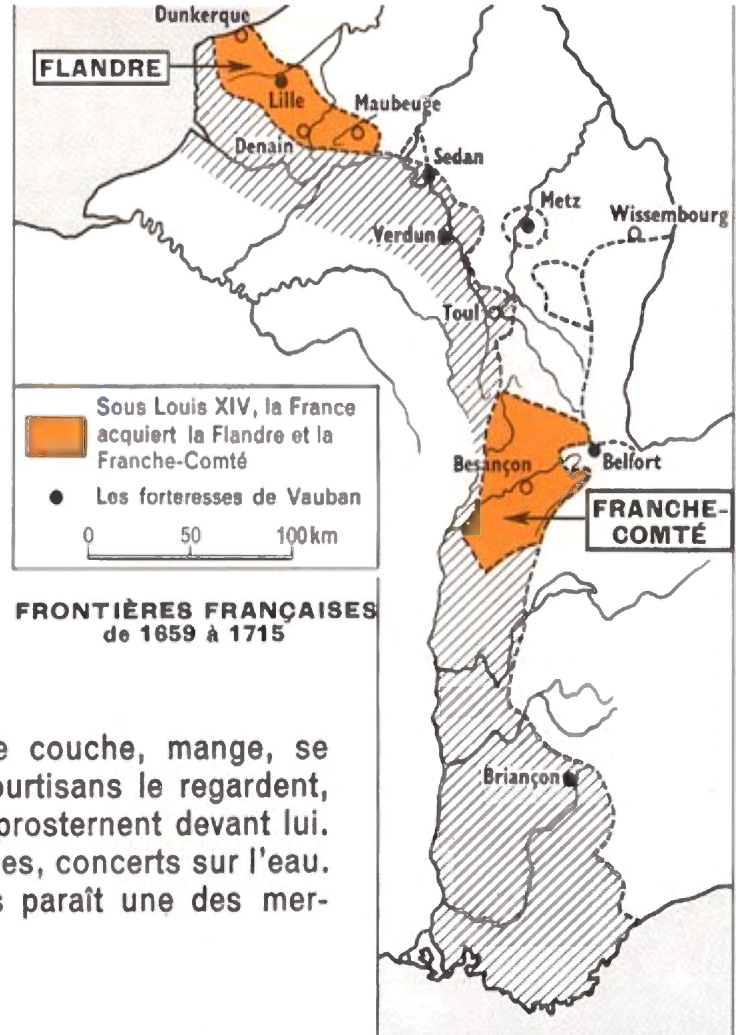 Dunkerque
FLANDRE
Lille
Maubeuge
Denain
Sedan
Metz
Wissembourg
Verdun
Toul
Sous Louis XIV, la France
acquiert la Flandre et la
Franche-Comté
Les forteresses de Vauban
0 50 100 km
Besançon
Belfort
FRANCHE-
COMTÉ
FRONTIÈRES FRANÇAISES
de 1659 à 1715
Briançon
e couche, mange, se
ourtisans le regardent,
prosternent devant lui.
es, concerts sur l'eau.
s paraît une des mer-